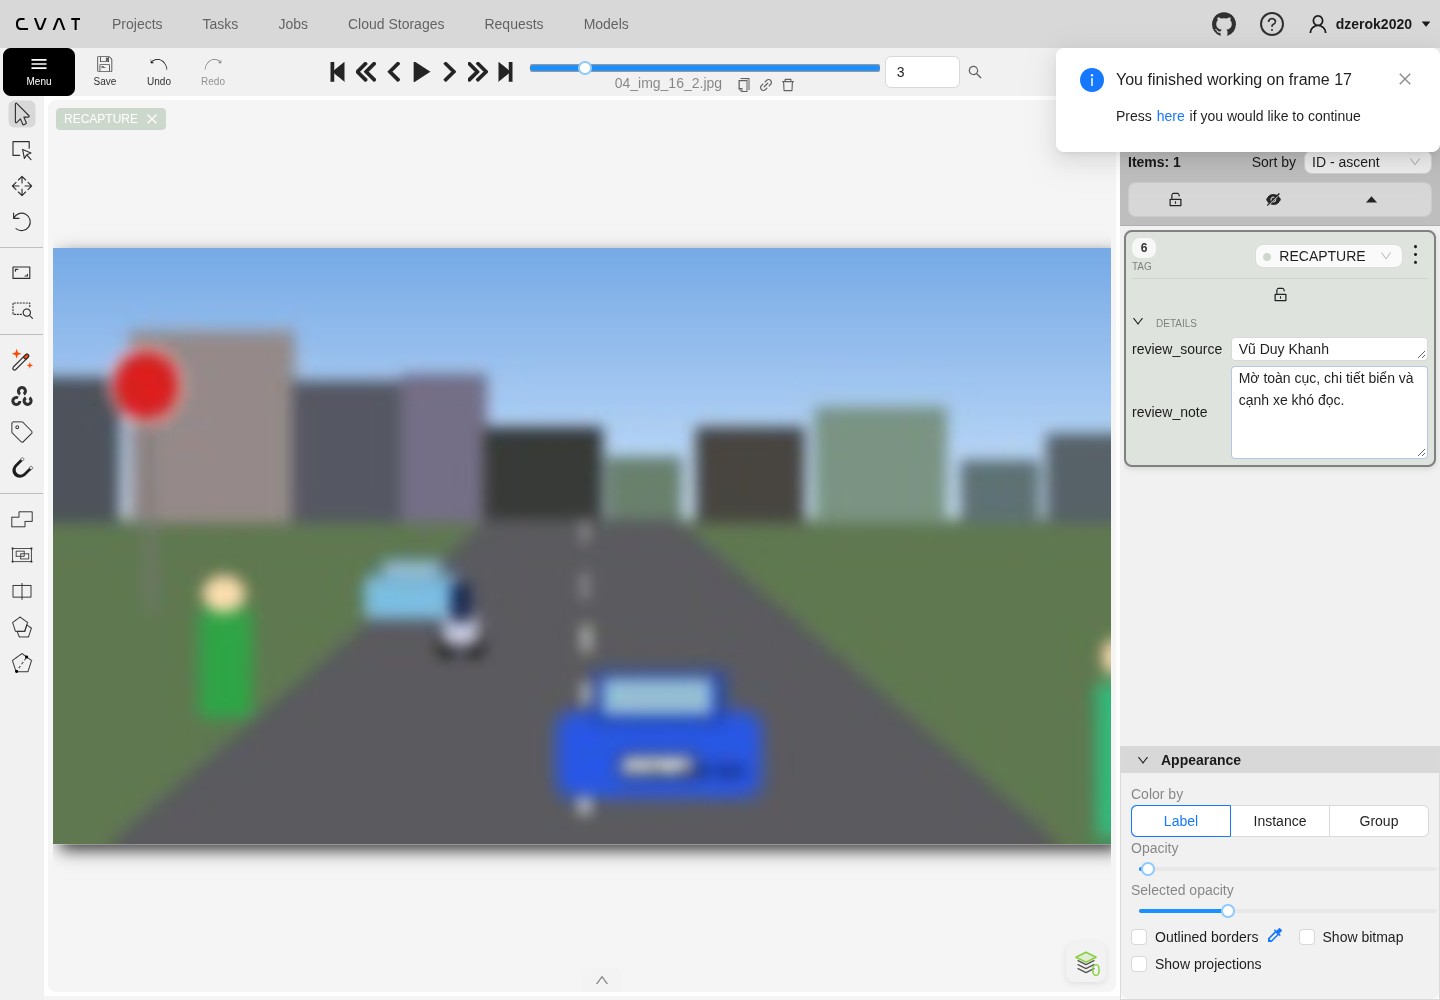 CVAT
Projects
Tasks
Jobs
Cloud Storages
Requests
Models
dzerok2020
Menu
Save
Undo
Redo
04_img_16_2.jpg
3
You finished working on frame 17
Press here if you would like to continue
RECAPTURE
Items: 1
Sort by
ID - ascent
6
TAG
RECAPTURE
DETAILS
review_source
Vũ Duy Khanh
review_note
Mờ toàn cục, chi tiết biển và
cạnh xe khó đọc.
Appearance
Color by
Label
Instance
Group
Opacity
Selected opacity
Outlined borders
Show bitmap
Show projections
0